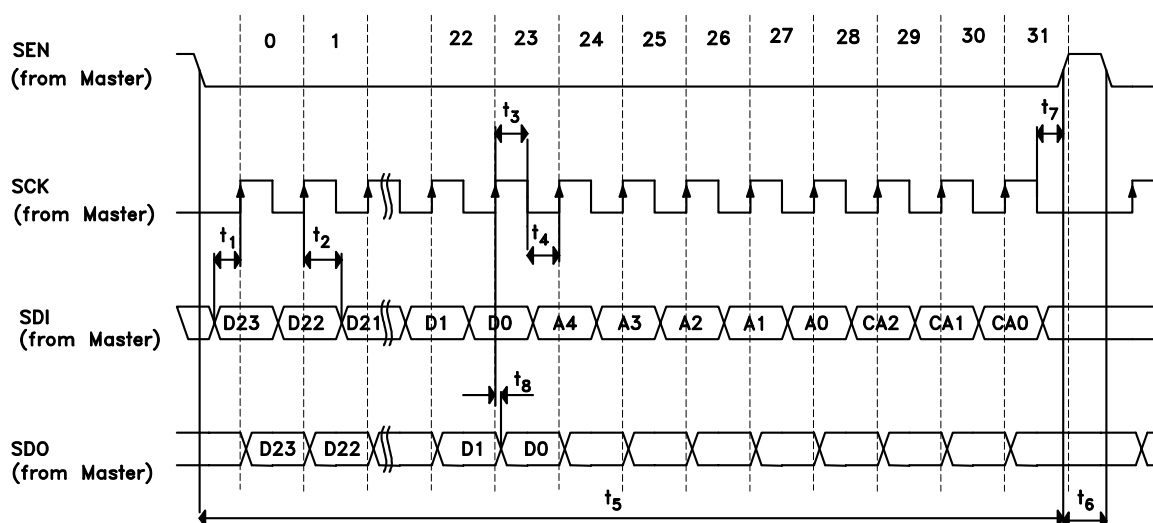 0 1 22 23 24 25 26 27 28 29 30 31
SEN
(from Master)
t3 t7
SCK
(from Master)
t1 t2 t4
SDI
(from Master)
D23 D22 D21 D1 D0 A4 A3 A2 A1 A0 CA2 CA1 CA0
t8
SDO
(from Master)
D23 D22 D1 D0
t5 t6